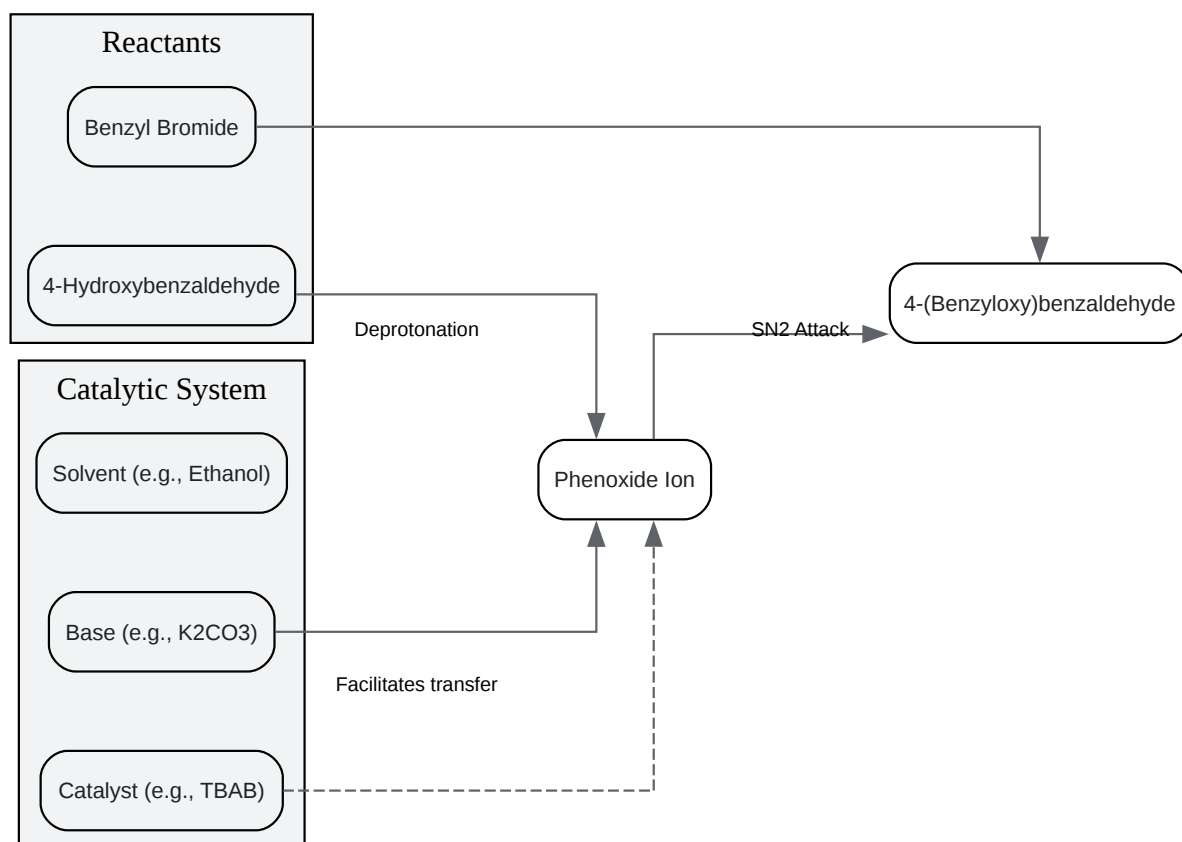 Reactants
Benzyl Bromide
4-Hydroxybenzaldehyde
Deprotonation
SN2 Attack
4-(Benzyloxy)benzaldehyde
Catalytic System
Solvent (e.g., Ethanol)
Phenoxide Ion
Base (e.g., K2CO3)
Facilitates transfer
Catalyst (e.g., TBAB)